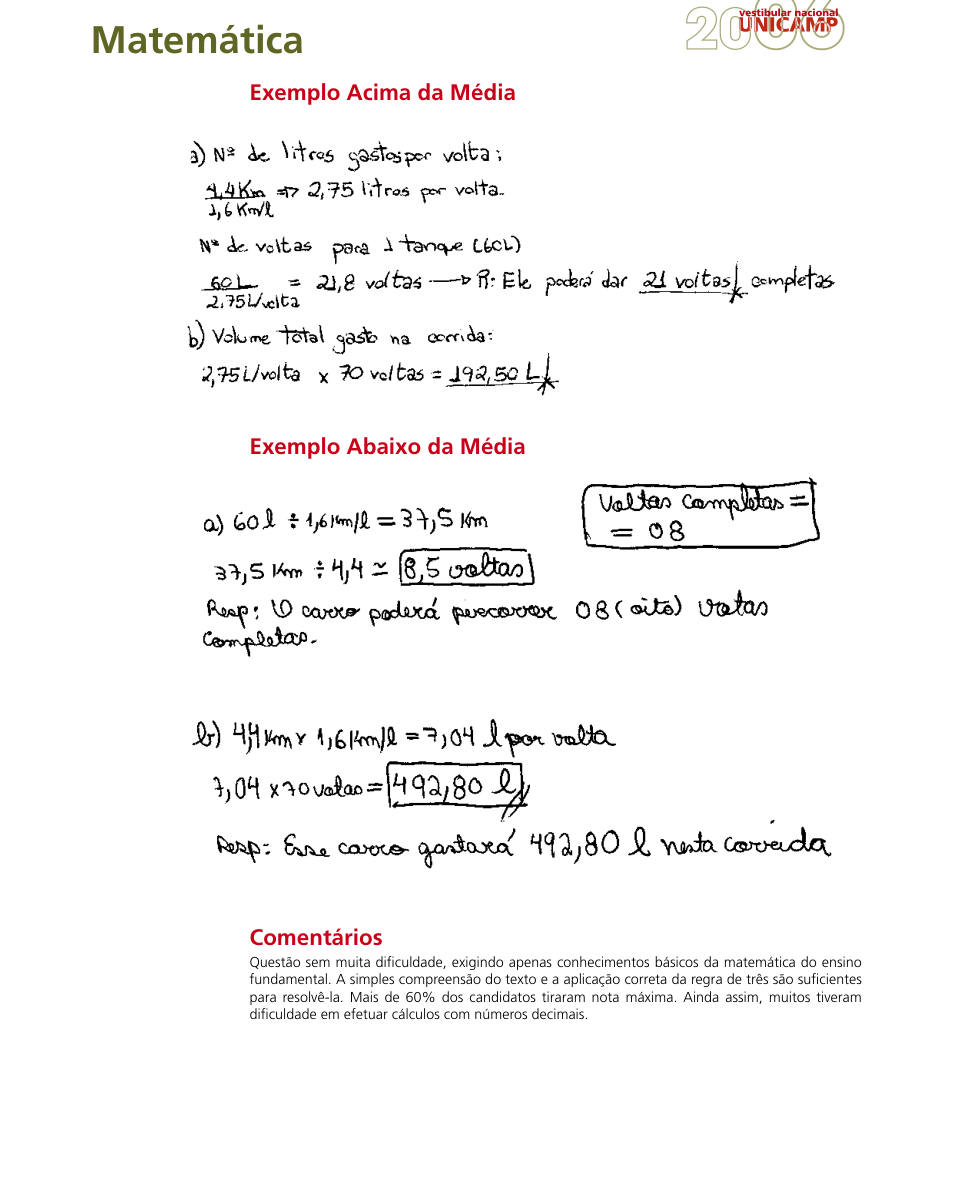 Matemática
2006
vestibular nacional
UNICAMP
Exemplo Acima da Média
a) Nº de litros gastos por volta:
4,4Km => 2,75 litros por volta.
1,6 Km/l
Nº de voltas para 1 tanque (60L)
60L = 21,8 voltas → R: Ele poderá dar 21 voltas completas
2,75L/volta
b) Volume total gasto na corrida:
2,75L/volta x 70 voltas = 192,50 L
Exemplo Abaixo da Média
a) 60l ÷ 1,6 km/l = 37,5 Km
Voltas completas =
= 08
37,5 Km ÷ 4,4 ≃ 8,5 voltas
Resp: O carro poderá percorrer 08 (oito) voltas
completas.
b) 4,4 Km x 1,6 Km/l = 7,04 l por volta
7,04 x 70 voltas = 492,80 l
Resp: Esse carro gastará 492,80 l nesta corrida
Comentários
Questão sem muita dificuldade, exigindo apenas conhecimentos básicos da matemática do ensino
fundamental. A simples compreensão do texto e a aplicação correta da regra de três são suficientes
para resolvê-la. Mais de 60% dos candidatos tiraram nota máxima. Ainda assim, muitos tiveram
dificuldade em efetuar cálculos com números decimais.